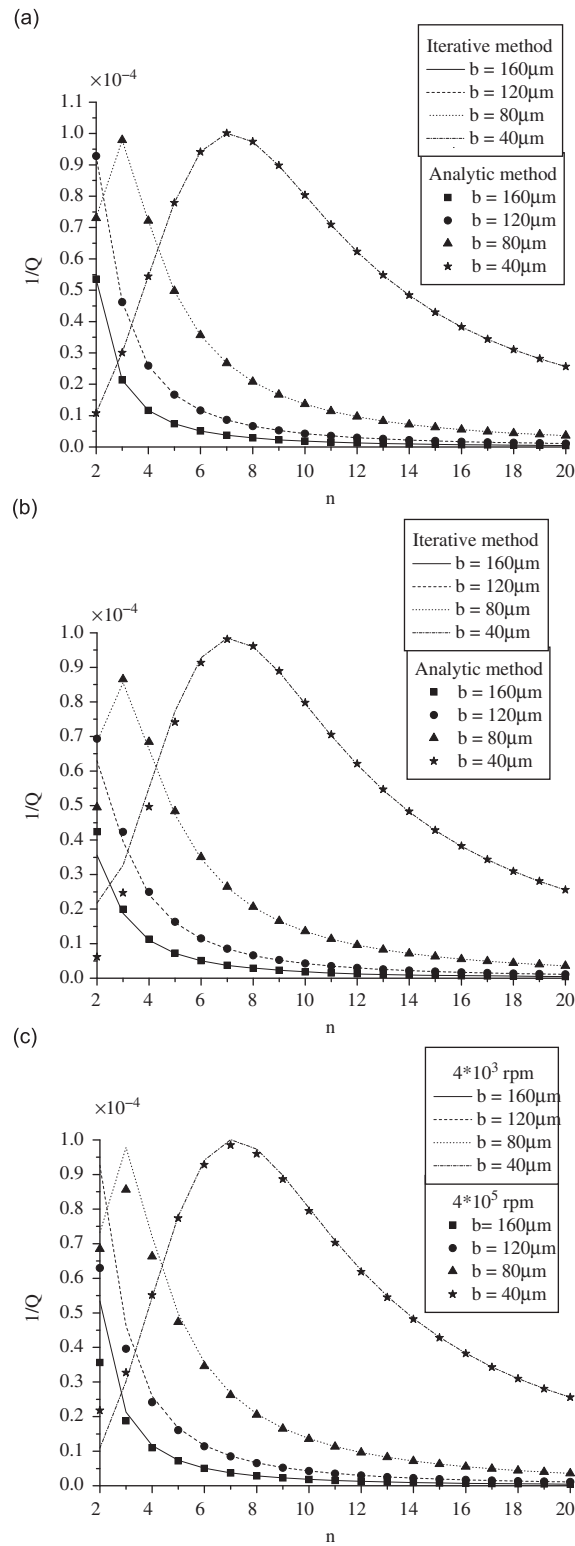 (a)
Iterative method
b = 160μm
b = 120μm
b = 80μm
b = 40μm
Analytic method
b = 160μm
b = 120μm
b = 80μm
b = 40μm
×10⁻⁴
1.1
1.0
0.9
0.8
0.7
0.6
0.5
0.4
0.3
0.2
0.1
0.0
1/Q
2 4 6 8 10 12 14 16 18 20
n
(b)
Iterative method
b = 160μm
b = 120μm
b = 80μm
b = 40μm
Analytic method
b = 160μm
b = 120μm
b = 80μm
b = 40μm
×10⁻⁴
1.0
0.9
0.8
0.7
0.6
0.5
0.4
0.3
0.2
0.1
0.0
1/Q
2 4 6 8 10 12 14 16 18 20
n
(c)
4*10³ rpm
b = 160μm
b = 120μm
b = 80μm
b = 40μm
4*10⁵ rpm
b= 160μm
b = 120μm
b = 80μm
b = 40μm
×10⁻⁴
1.0
0.9
0.8
0.7
0.6
0.5
0.4
0.3
0.2
0.1
0.0
1/Q
2 4 6 8 10 12 14 16 18 20
n